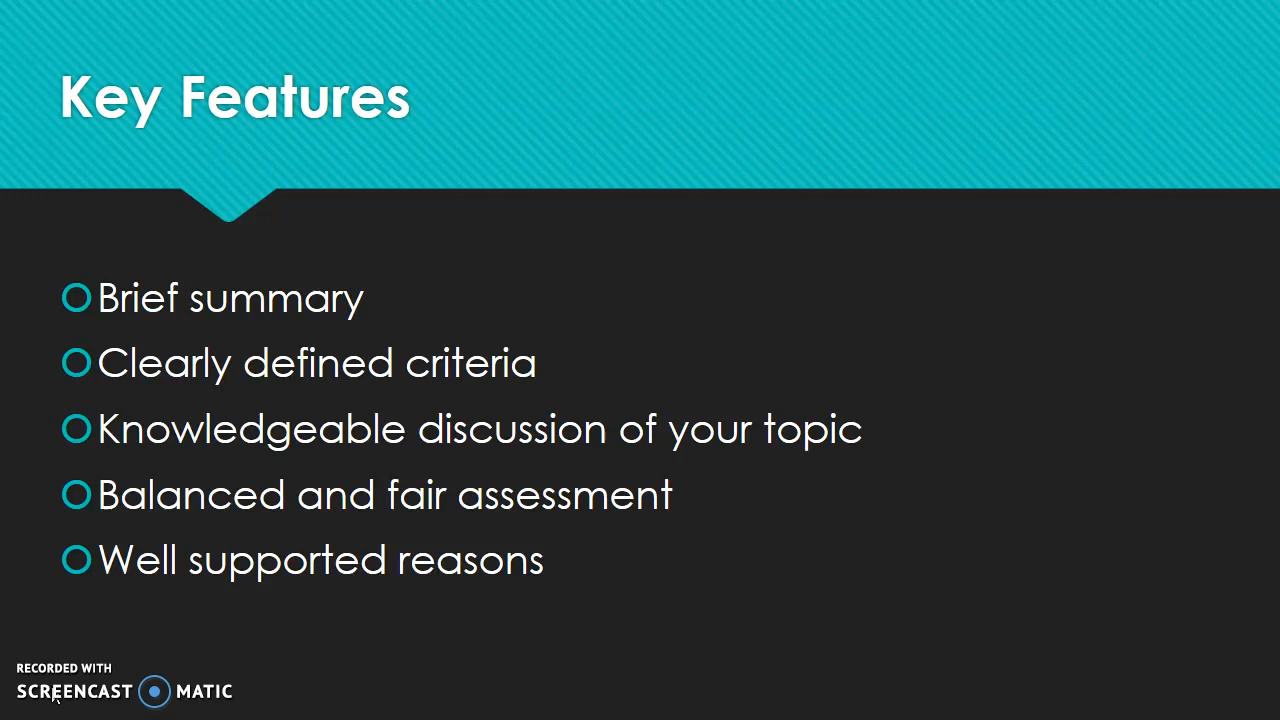 Key Features
Brief summary
Clearly defined criteria
Knowledgeable discussion of your topic
Balanced and fair assessment
Well supported reasons
RECORDED WITH
SCREENCAST MATIC